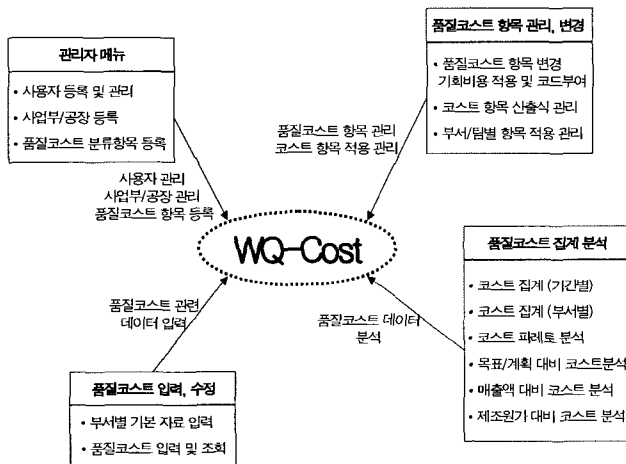 관리자 메뉴
• 사용자 등록 및 관리
• 사업부/공장 등록
• 품질코스트 분류항목 등록
품질코스트 항목 관리, 변경
• 품질코스트 항목 변경
기회비용 적용 및 코드부여
• 코스트 항목 산출식 관리
• 부서/팀별 항목 적용 관리
품질코스트 항목 관리
코스트 항목 적용 관리
사용자 관리
사업부/공장 관리
품질코스트 항목 등록
WQ-Cost
품질코스트 관련
데이터 입력
품질코스트 데이터
분석
품질코스트 집계 분석
• 코스트 집계 (기간별)
• 코스트 집계 (부서별)
• 코스트 파레토 분석
• 목표/계획 대비 코스트분석
• 매출액 대비 코스트 분석
• 제조원가 대비 코스트 분석
품질코스트 입력, 수정
• 부서별 기본 자료 입력
• 품질코스트 입력 및 조회